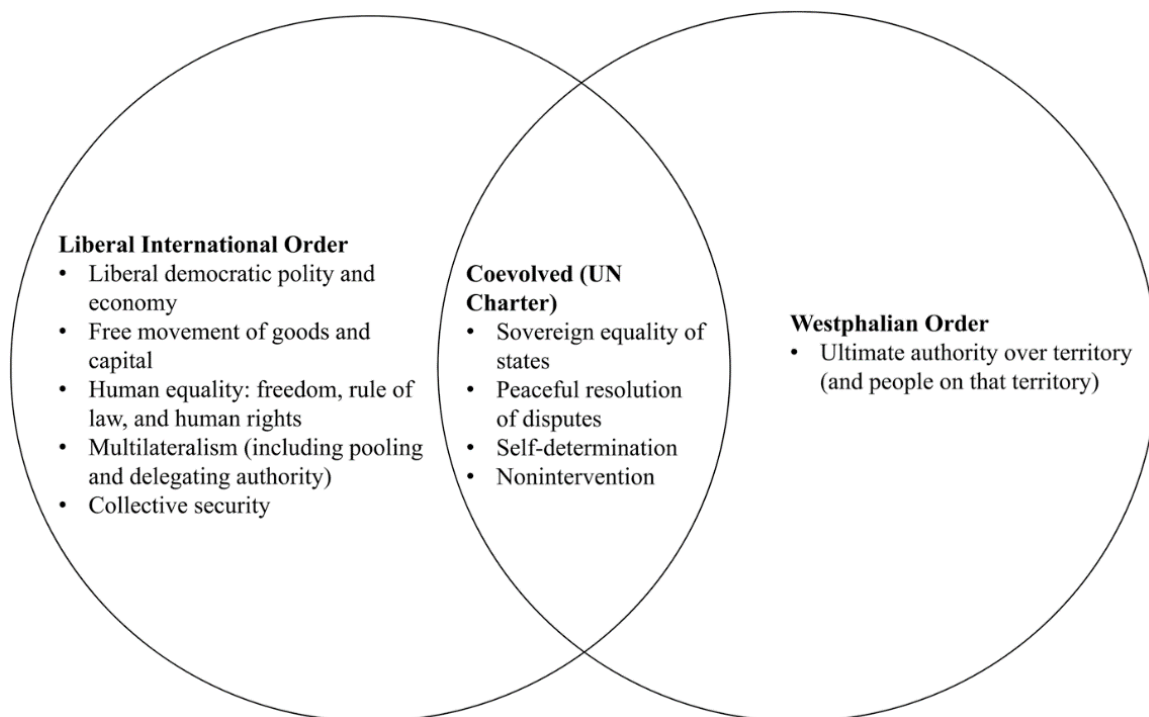 Liberal International Order
• Liberal democratic polity and
economy
• Free movement of goods and
capital
• Human equality: freedom, rule of
law, and human rights
• Multilateralism (including pooling
and delegating authority)
• Collective security
Coevolved (UN
Charter)
• Sovereign equality of
states
• Peaceful resolution
of disputes
• Self-determination
• Nonintervention
Westphalian Order
• Ultimate authority over territory
(and people on that territory)